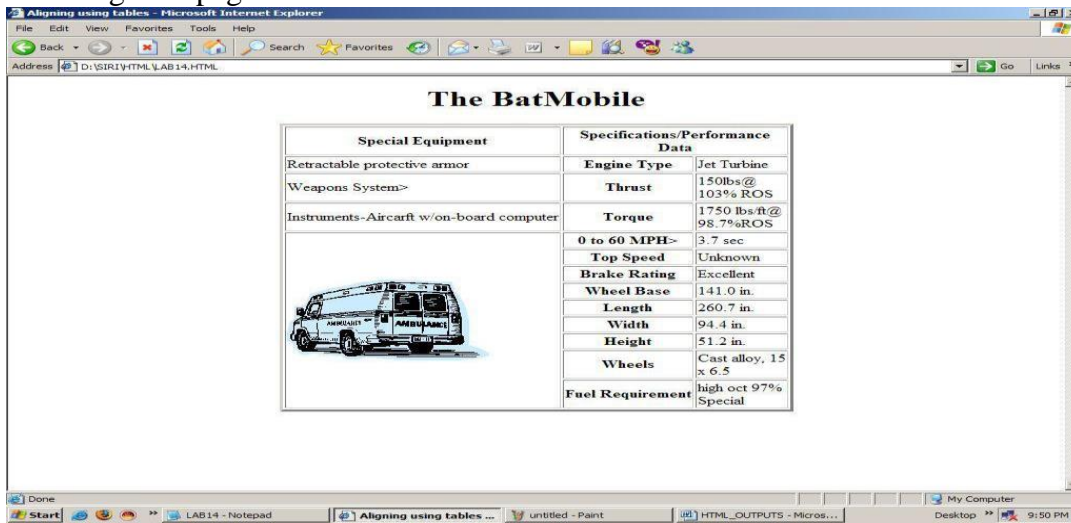 Aligning using tables - Microsoft Internet Explorer
File Edit View Favorites Tools Help
Back Search Favorites
Address D:\SIRI\HTML\LAB14.HTML Go Links
The BatMobile
Special Equipment
Specifications/Performance
Data
Retractable protective armor
Engine Type
Jet Turbine
Weapons System>
Thrust
150lbs@
103% ROS
Instruments-Aircarft w/on-board computer
Torque
1750 lbs/ft@
98.7%ROS
AMBULANCE
AMBULANCE
0 to 60 MPH>
3.7 sec
Top Speed
Unknown
Brake Rating
Excellent
Wheel Base
141.0 in.
Length
260.7 in.
Width
94.4 in.
Height
51.2 in.
Wheels
Cast alloy, 15
x 6.5
Fuel Requirement
high oct 97%
Special
Done My Computer
Start LAB14 - Notepad Aligning using tables ... untitled - Paint HTML_OUTPUTS - Micros... Desktop 9:50 PM